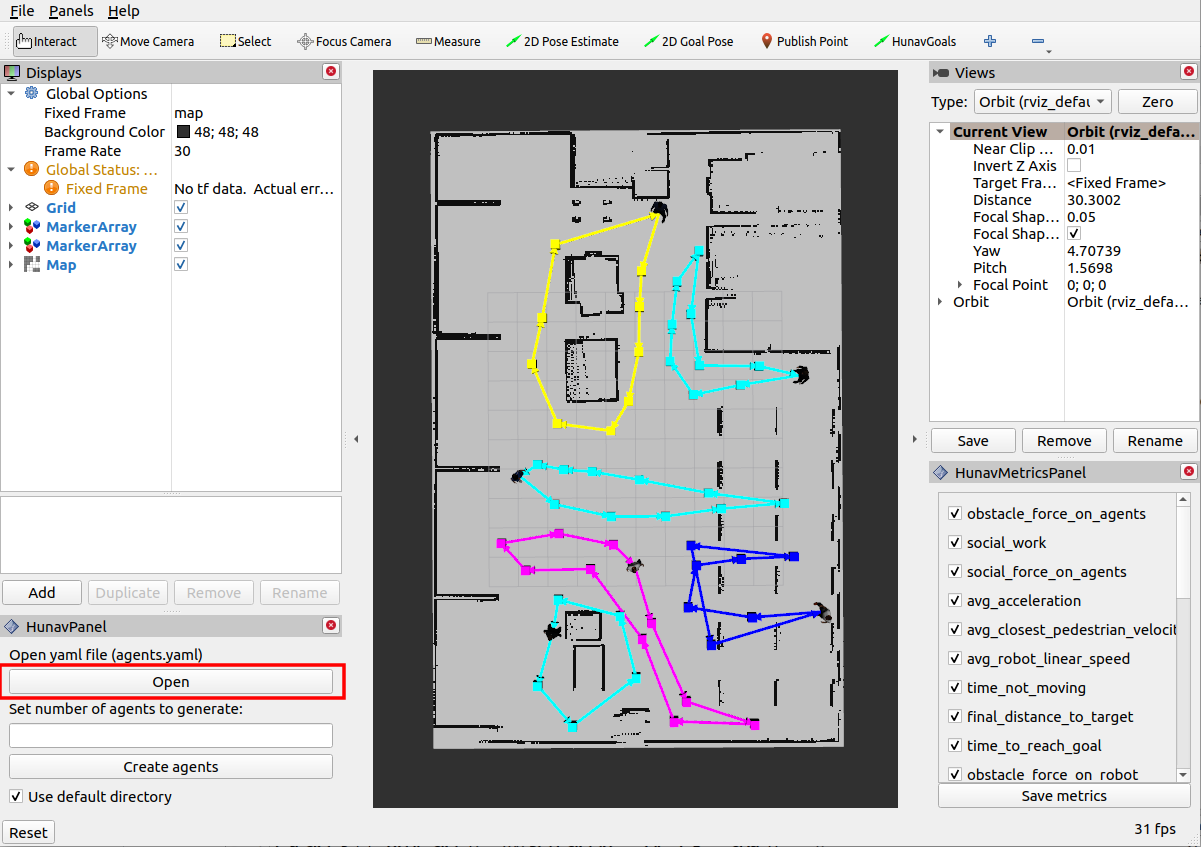 File Panels Help
Interact Move Camera Select Focus Camera Measure 2D Pose Estimate 2D Goal Pose Publish Point HunavGoals
Displays
Global Options
Fixed Frame map
Background Color 48; 48; 48
Frame Rate 30
Global Status: ...
Fixed Frame No tf data. Actual err...
Grid
MarkerArray
MarkerArray
Map
Add Duplicate Remove Rename
HunavPanel
Open yaml file (agents.yaml)
Open
Set number of agents to generate:
Create agents
Use default directory
Reset
Views
Type: Orbit (rviz_defau Zero
Current View Orbit (rviz_defa...
Near Clip ... 0.01
Invert Z Axis
Target Fra... <Fixed Frame>
Distance 30.3002
Focal Shap... 0.05
Focal Shap...
Yaw 4.70739
Pitch 1.5698
Focal Point 0; 0; 0
Orbit Orbit (rviz_defa...
Save Remove Rename
HunavMetricsPanel
obstacle_force_on_agents
social_work
social_force_on_agents
avg_acceleration
avg_closest_pedestrian_velocit
avg_robot_linear_speed
time_not_moving
final_distance_to_target
time_to_reach_goal
obstacle_force_on_robot
Save metrics
31 fps